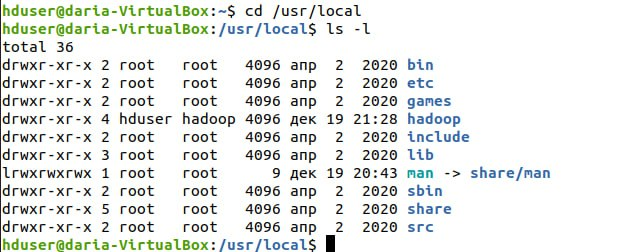 hduser@daria-VirtualBox:~$ cd /usr/local
hduser@daria-VirtualBox:/usr/local$ ls -l
total 36
drwxr-xr-x 2 root   root   4096 апр  2  2020 bin
drwxr-xr-x 2 root   root   4096 апр  2  2020 etc
drwxr-xr-x 2 root   root   4096 апр  2  2020 games
drwxr-xr-x 4 hduser hadoop 4096 дек 19 21:28 hadoop
drwxr-xr-x 2 root   root   4096 апр  2  2020 include
drwxr-xr-x 3 root   root   4096 апр  2  2020 lib
lrwxrwxrwx 1 root   root      9 дек 19 20:43 man -> share/man
drwxr-xr-x 2 root   root   4096 апр  2  2020 sbin
drwxr-xr-x 5 root   root   4096 апр  2  2020 share
drwxr-xr-x 2 root   root   4096 апр  2  2020 src
hduser@daria-VirtualBox:/usr/local$